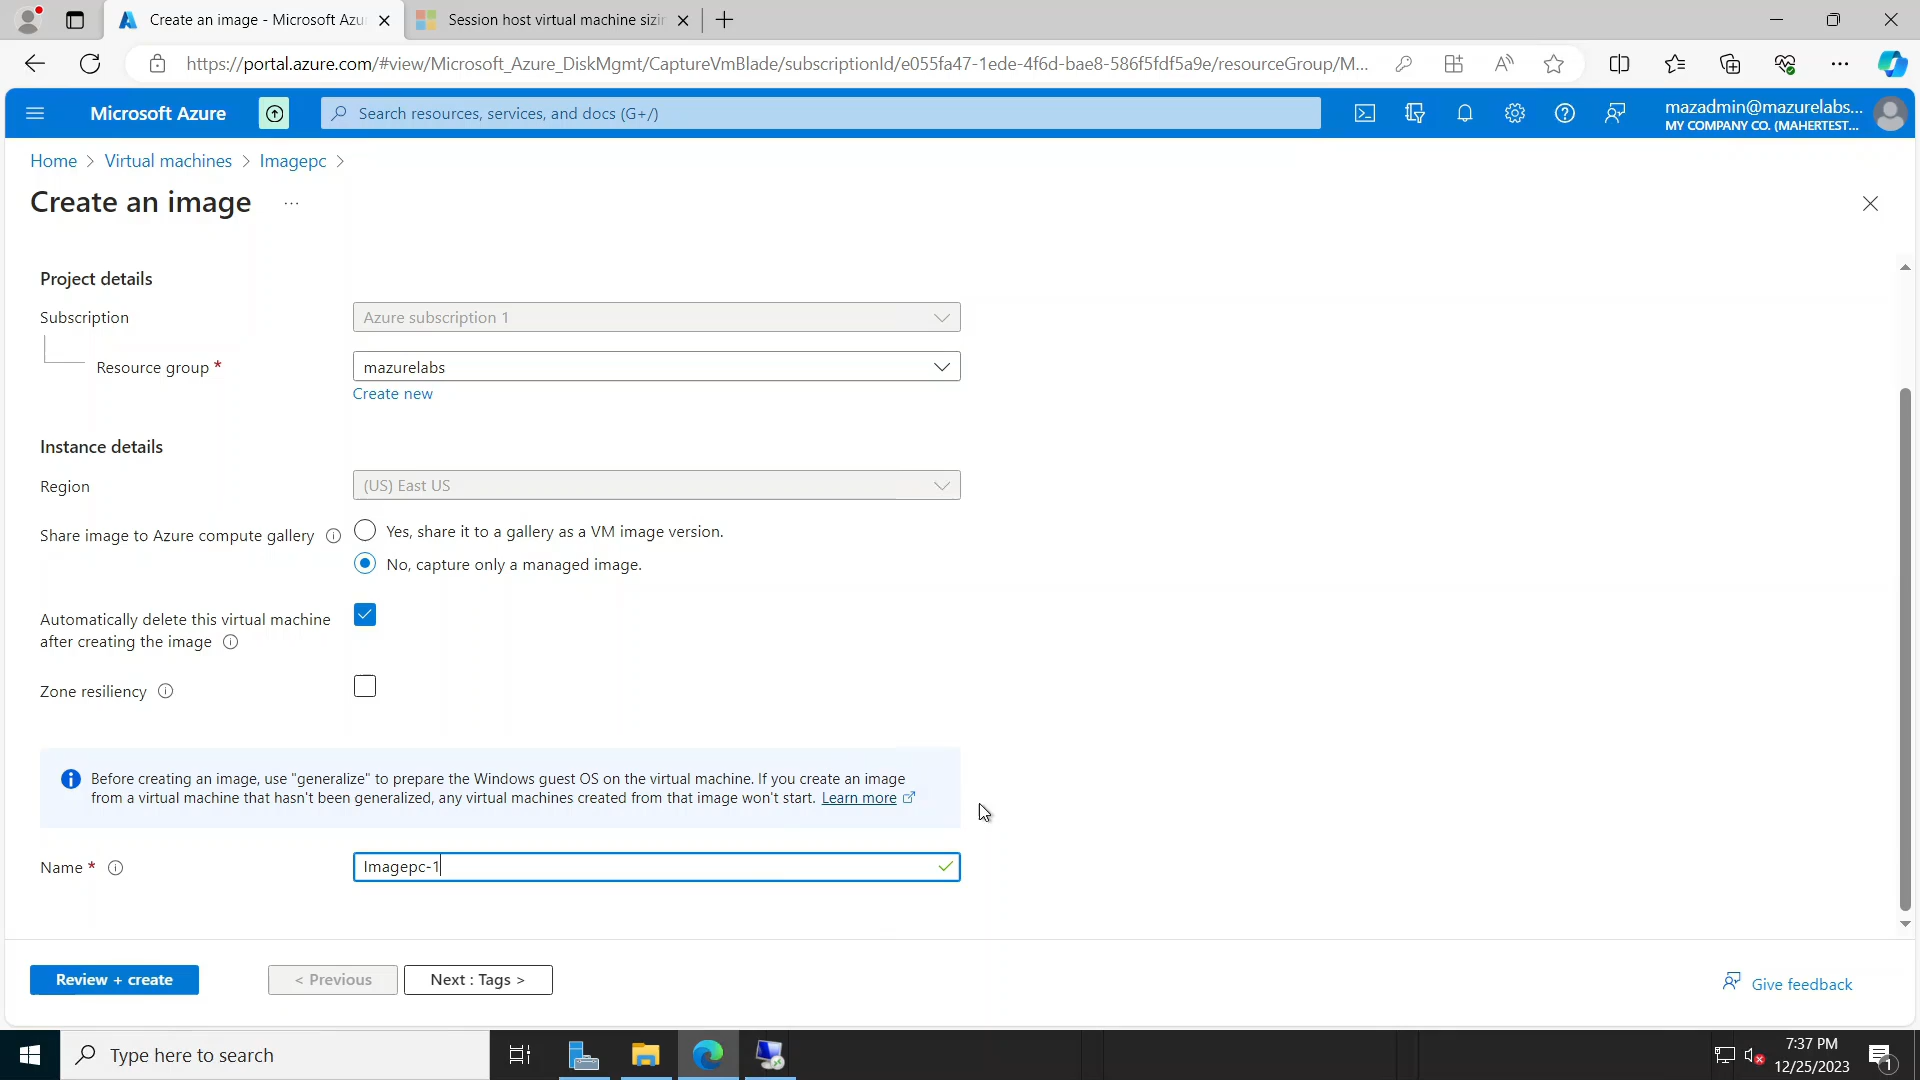 Create an image - Microsoft Azu
Session host virtual machine sizin
https://portal.azure.com/#view/Microsoft_Azure_DiskMgmt/CaptureVmBlade/subscriptionId/e055fa47-1ede-4f6d-bae8-586f5fdf5a9e/resourceGroup/M...
Microsoft Azure
Search resources, services, and docs (G+/)
mazadmin@mazurelabs...
MY COMPANY CO. (MAHERTEST...
Home > Virtual machines > Imagepc >
Create an image ...
Project details
Subscription
Azure subscription 1
Resource group *
mazurelabs
Create new
Instance details
Region
(US) East US
Share image to Azure compute gallery
Yes, share it to a gallery as a VM image version.
No, capture only a managed image.
Automatically delete this virtual machine
after creating the image
Zone resiliency
Before creating an image, use "generalize" to prepare the Windows guest OS on the virtual machine. If you create an image
from a virtual machine that hasn't been generalized, any virtual machines created from that image won't start. Learn more
Name *
Imagepc-1
Review + create
< Previous
Next : Tags >
Give feedback
Type here to search
7:37 PM
12/25/2023
1